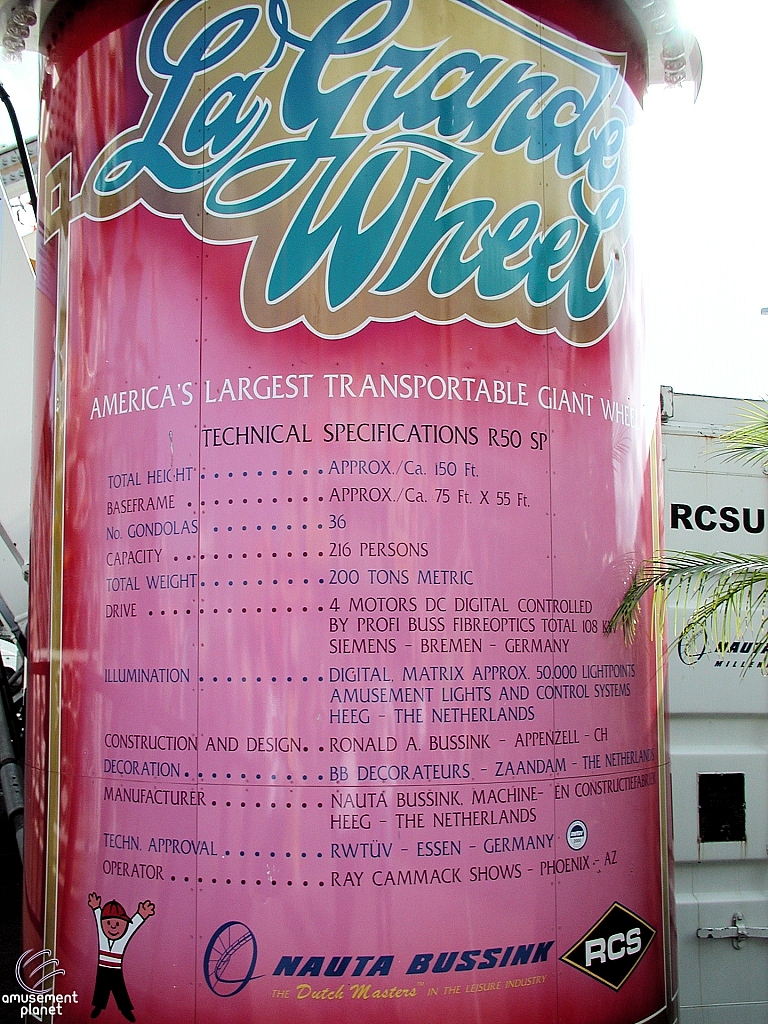 La Grande
Wheel
AMERICA'S LARGEST TRANSPORTABLE GIANT WHEEL
TECHNICAL SPECIFICATIONS R50 SP
TOTAL HEIGHT . . . . . . . . . APPROX./Ca. 150 Ft.
BASEFRAME . . . . . . . . . . APPROX./Ca. 75 Ft. X 55 Ft.
No. GONDOLAS . . . . . . . . 36
CAPACITY . . . . . . . . . . . 216 PERSONS
TOTAL WEIGHT . . . . . . . . . 200 TONS METRIC
DRIVE . . . . . . . . . . . . . 4 MOTORS DC DIGITAL CONTROLLED
BY PROFI BUSS FIBREOPTICS TOTAL 108 KW
SIEMENS - BREMEN - GERMANY
ILLUMINATION . . . . . . . . . DIGITAL, MATRIX APPROX. 50.000 LIGHTPOINTS
AMUSEMENT LIGHTS AND CONTROL SYSTEMS
HEEG - THE NETHERLANDS
CONSTRUCTION AND DESIGN . . RONALD A. BUSSINK - APPENZELL - CH
DECORATION . . . . . . . . . . BB DECORATEURS - ZAANDAM - THE NETHERLANDS
MANUFACTURER . . . . . . . . NAUTA BUSSINK. MACHINE- EN CONSTRUCTIEFABRIEK
HEEG - THE NETHERLANDS
TECHN. APPROVAL . . . . . . . RWTÜV - ESSEN - GERMANY
OPERATOR . . . . . . . . . . . RAY CAMMACK SHOWS - PHOENIX - AZ
NAUTA BUSSINK
THE Dutch Masters™ IN THE LEISURE INDUSTRY
RCS
RCSU
NAUTA
MILLE
amusement
planet